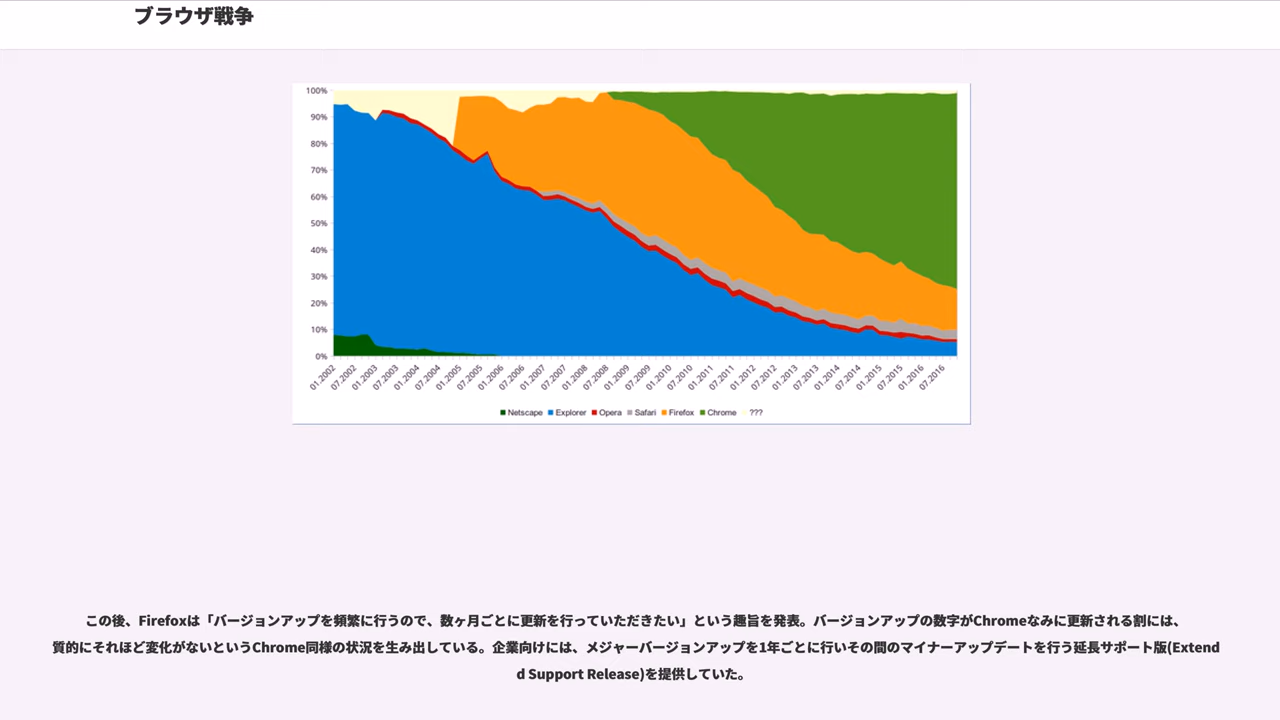 ブラウザ戦争
100%
90%
80%
70%
60%
50%
40%
30%
20%
10%
0%
01.2002 07.2002 01.2003 07.2003 01.2004 07.2004 01.2005 07.2005 01.2006 07.2006 01.2007 07.2007 01.2008 07.2008 01.2009 07.2009 01.2010 07.2010 01.2011 07.2011 01.2012 07.2012 01.2013 07.2013 01.2014 07.2014 01.2015 07.2015 01.2016 07.2016
Netscape Explorer Opera Safari Firefox Chrome ???
この後、Firefoxは「バージョンアップを頻繁に行うので、数ヶ月ごとに更新を行っていただきたい」という趣旨を発表。バージョンアップの数字がChromeなみに更新される割には、
質的にそれほど変化がないというChrome同様の状況を生み出している。企業向けには、メジャーバージョンアップを1年ごとに行いその間のマイナーアップデートを行う延長サポート版(Extend
d Support Release)を提供していた。